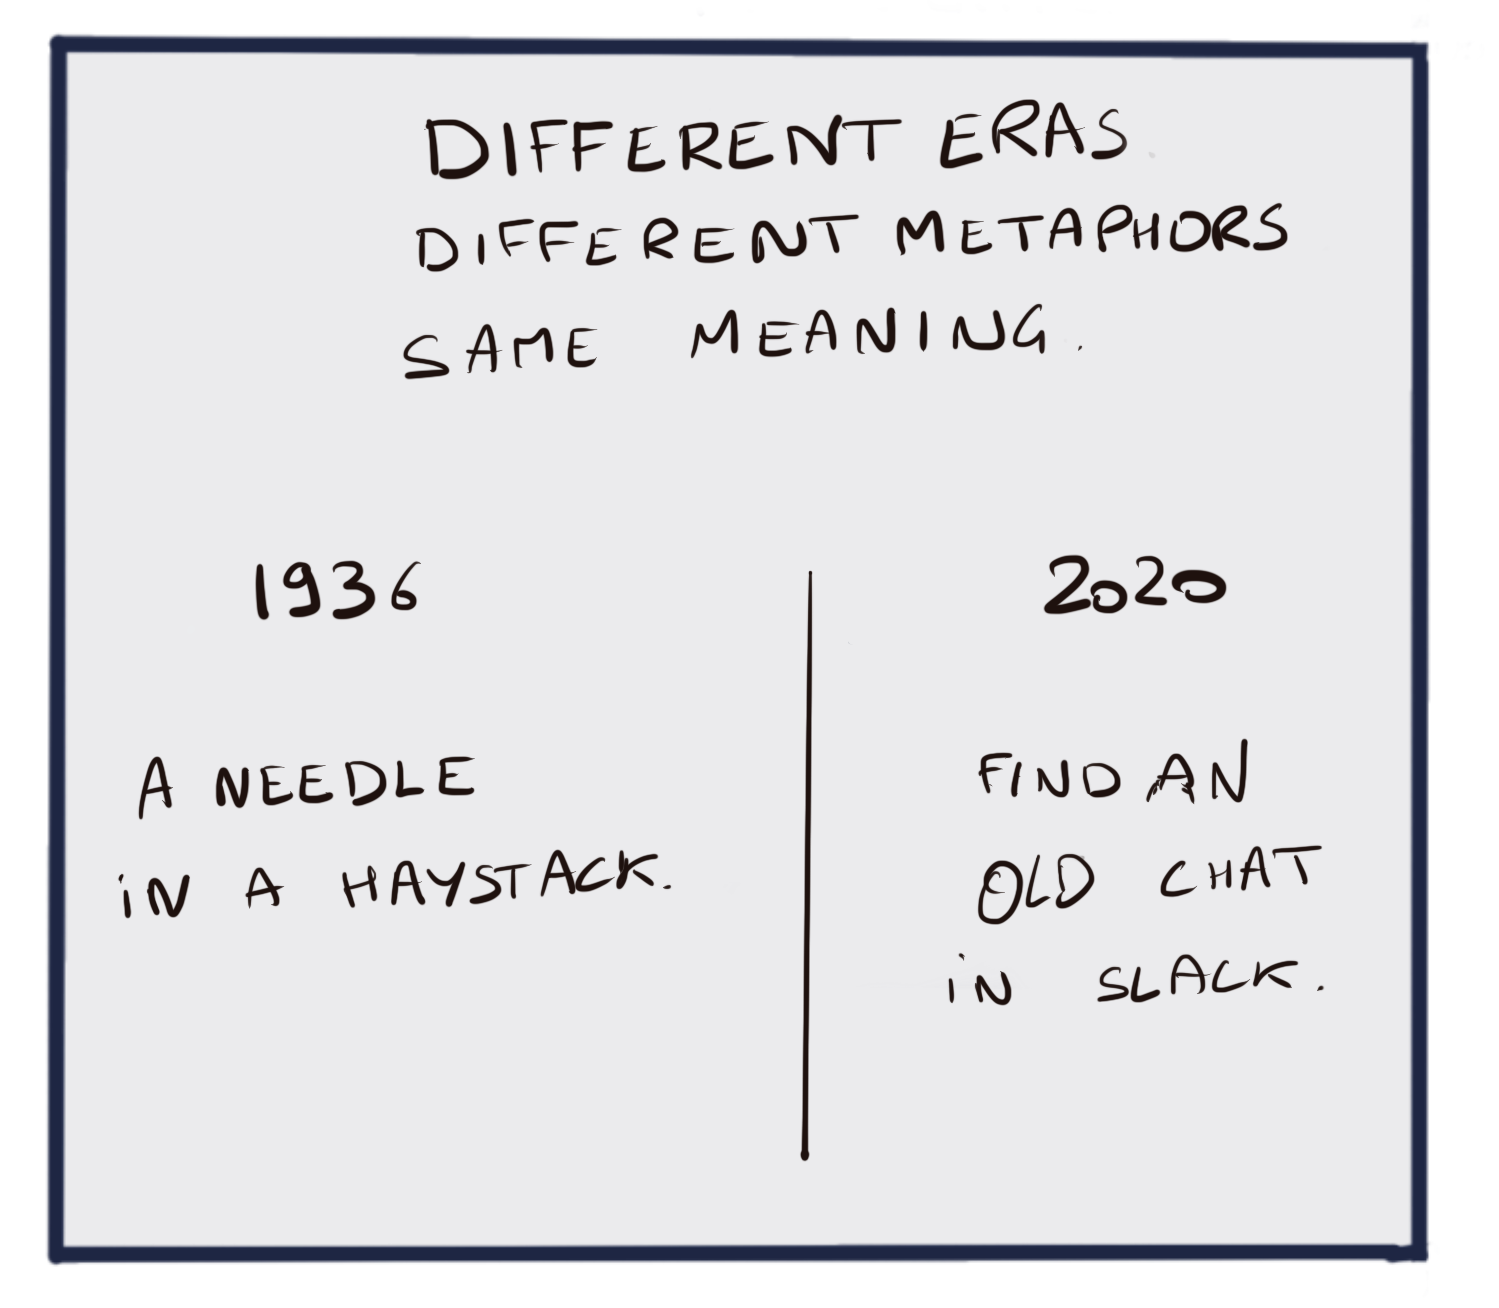 DIFFERENT ERAS
DIFFERENT METAPHORS
SAME MEANING.
1936
A NEEDLE
iN A HAYSTACK.
2020
FIND AN
OLD CHAT
iN SLACK.